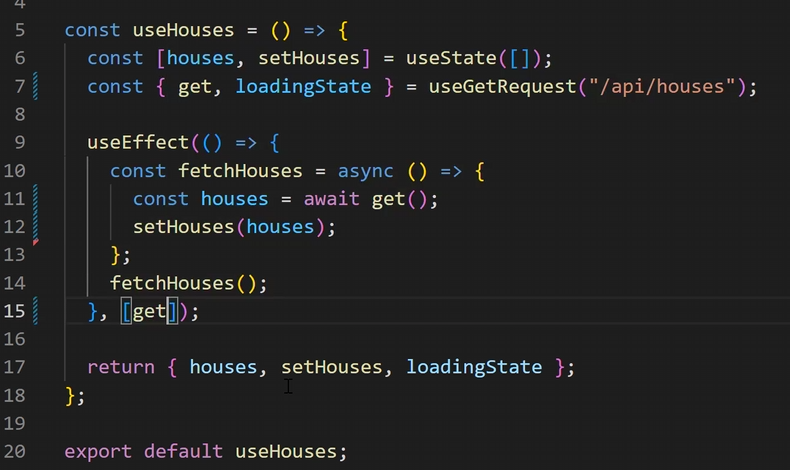 4
5 const useHouses = () => {
6 const [houses, setHouses] = useState([]);
7 const { get, loadingState } = useGetRequest("/api/houses");
8
9 useEffect(() => {
10 const fetchHouses = async () => {
11 const houses = await get();
12 setHouses(houses);
13 };
14 fetchHouses();
15 }, [get]);
16
17 return { houses, setHouses, loadingState };
18 };
19
20 export default useHouses;